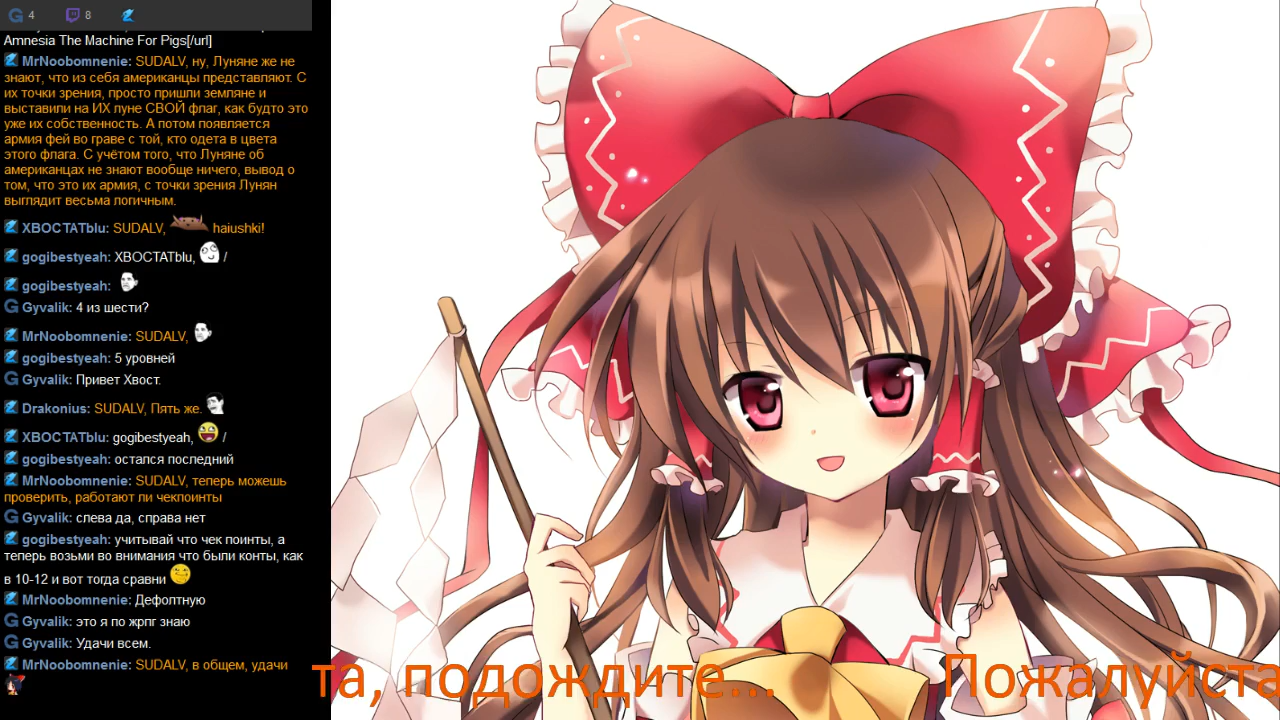 4 8
Amnesia The Machine For Pigs[/url]
MrNoobomnenie: SUDALV, ну, Луняне же не
знают, что из себя американцы представляют. С
их точки зрения, просто пришли земляне и
выставили на ИХ луне СВОЙ флаг, как будто это
уже их собственность. А потом появляется
армия фей во граве с той, кто одета в цвета
этого флага. С учётом того, что Луняне об
американцах не знают вообще ничего, вывод о
том, что это их армия, с точки зрения Лунян
выглядит весьма логичным.
XBOCTATblu: SUDALV, haiushki!
gogibestyeah: XBOCTATblu, /
gogibestyeah:
Gyvalik: 4 из шести?
MrNoobomnenie: SUDALV,
gogibestyeah: 5 уровней
Gyvalik: Привет Хвост.
Drakonius: SUDALV, Пять же.
XBOCTATblu: gogibestyeah, /
gogibestyeah: остался последний
MrNoobomnenie: SUDALV, теперь можешь
проверить, работают ли чекпоинты
Gyvalik: слева да, справа нет
gogibestyeah: учитывай что чек поинты, а
теперь возьми во внимания что были конты, как
в 10-12 и вот тогда сравни
MrNoobomnenie: Дефолтную
Gyvalik: это я по жрпг знаю
Gyvalik: Удачи всем.
MrNoobomnenie: SUDALV, в общем, удачи
та, подождите... Пожалуйста